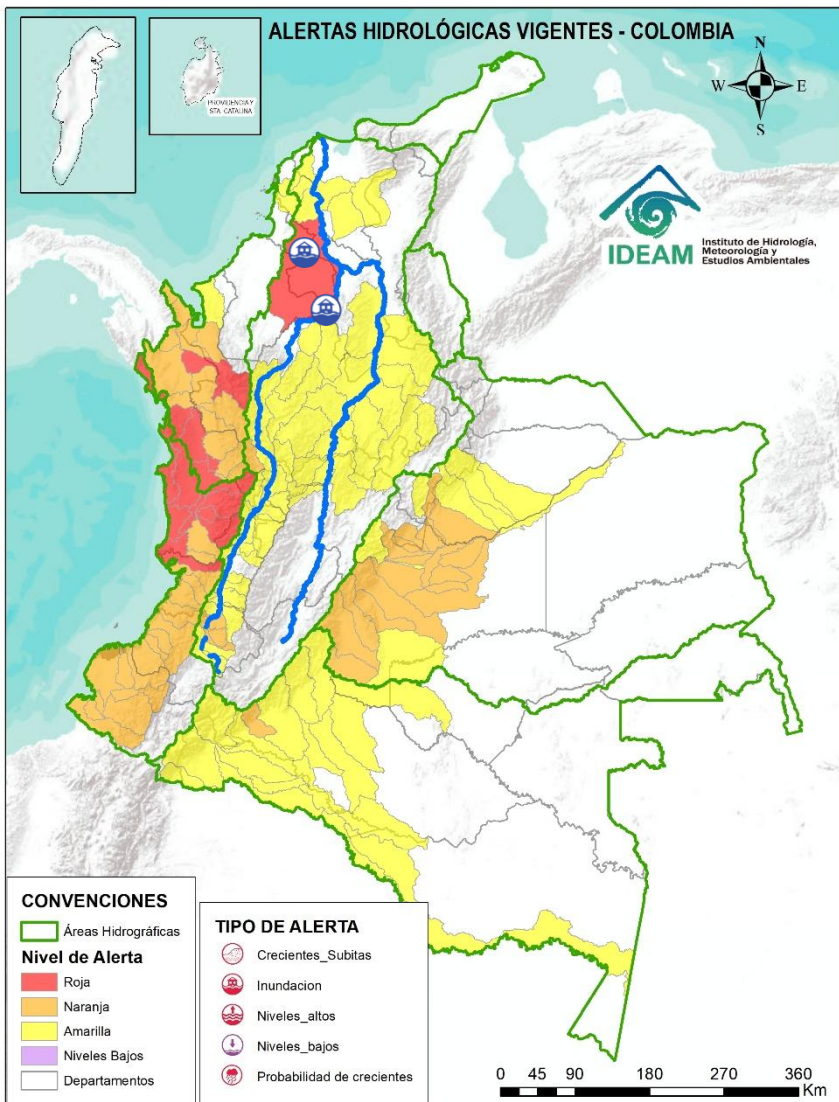 ALERTAS HIDROLÓGICAS VIGENTES - COLOMBIA
PROVIDENCIA Y
STA. CATALINA
N
W
E
S
IDEAM
Instituto de Hidrología,
Meteorología y
Estudios Ambientales
CONVENCIONES
Áreas Hidrográficas
Nivel de Alerta
Roja
Naranja
Amarilla
Niveles Bajos
Departamentos
TIPO DE ALERTA
Crecientes_Subitas
Inundacion
Niveles_altos
Niveles_bajos
Probabilidad de crecientes
0 45 90 180 270 360
Km